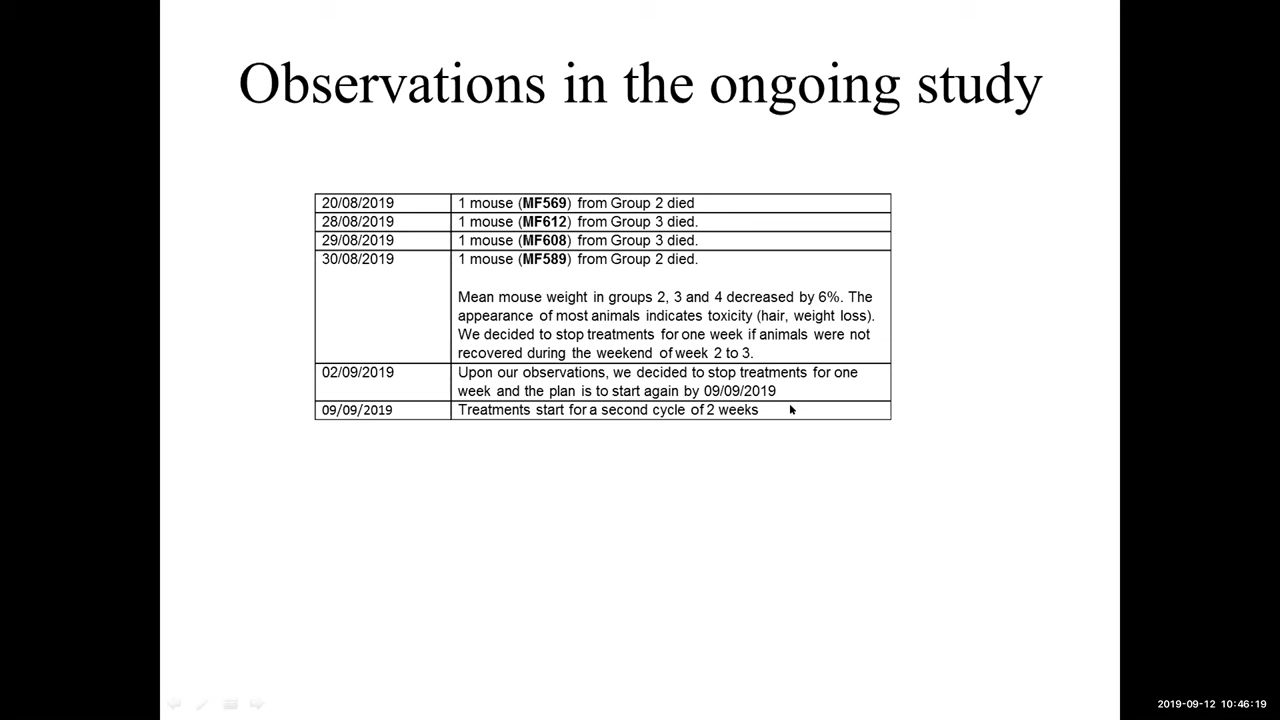 Observations in the ongoing study
20/08/2019 1 mouse (MF569) from Group 2 died
28/08/2019 1 mouse (MF612) from Group 3 died.
29/08/2019 1 mouse (MF608) from Group 3 died.
30/08/2019 1 mouse (MF589) from Group 2 died.
Mean mouse weight in groups 2, 3 and 4 decreased by 6%. The
appearance of most animals indicates toxicity (hair, weight loss).
We decided to stop treatments for one week if animals were not
recovered during the weekend of week 2 to 3.
02/09/2019 Upon our observations, we decided to stop treatments for one
week and the plan is to start again by 09/09/2019
09/09/2019 Treatments start for a second cycle of 2 weeks
2019-09-12 10:46:19